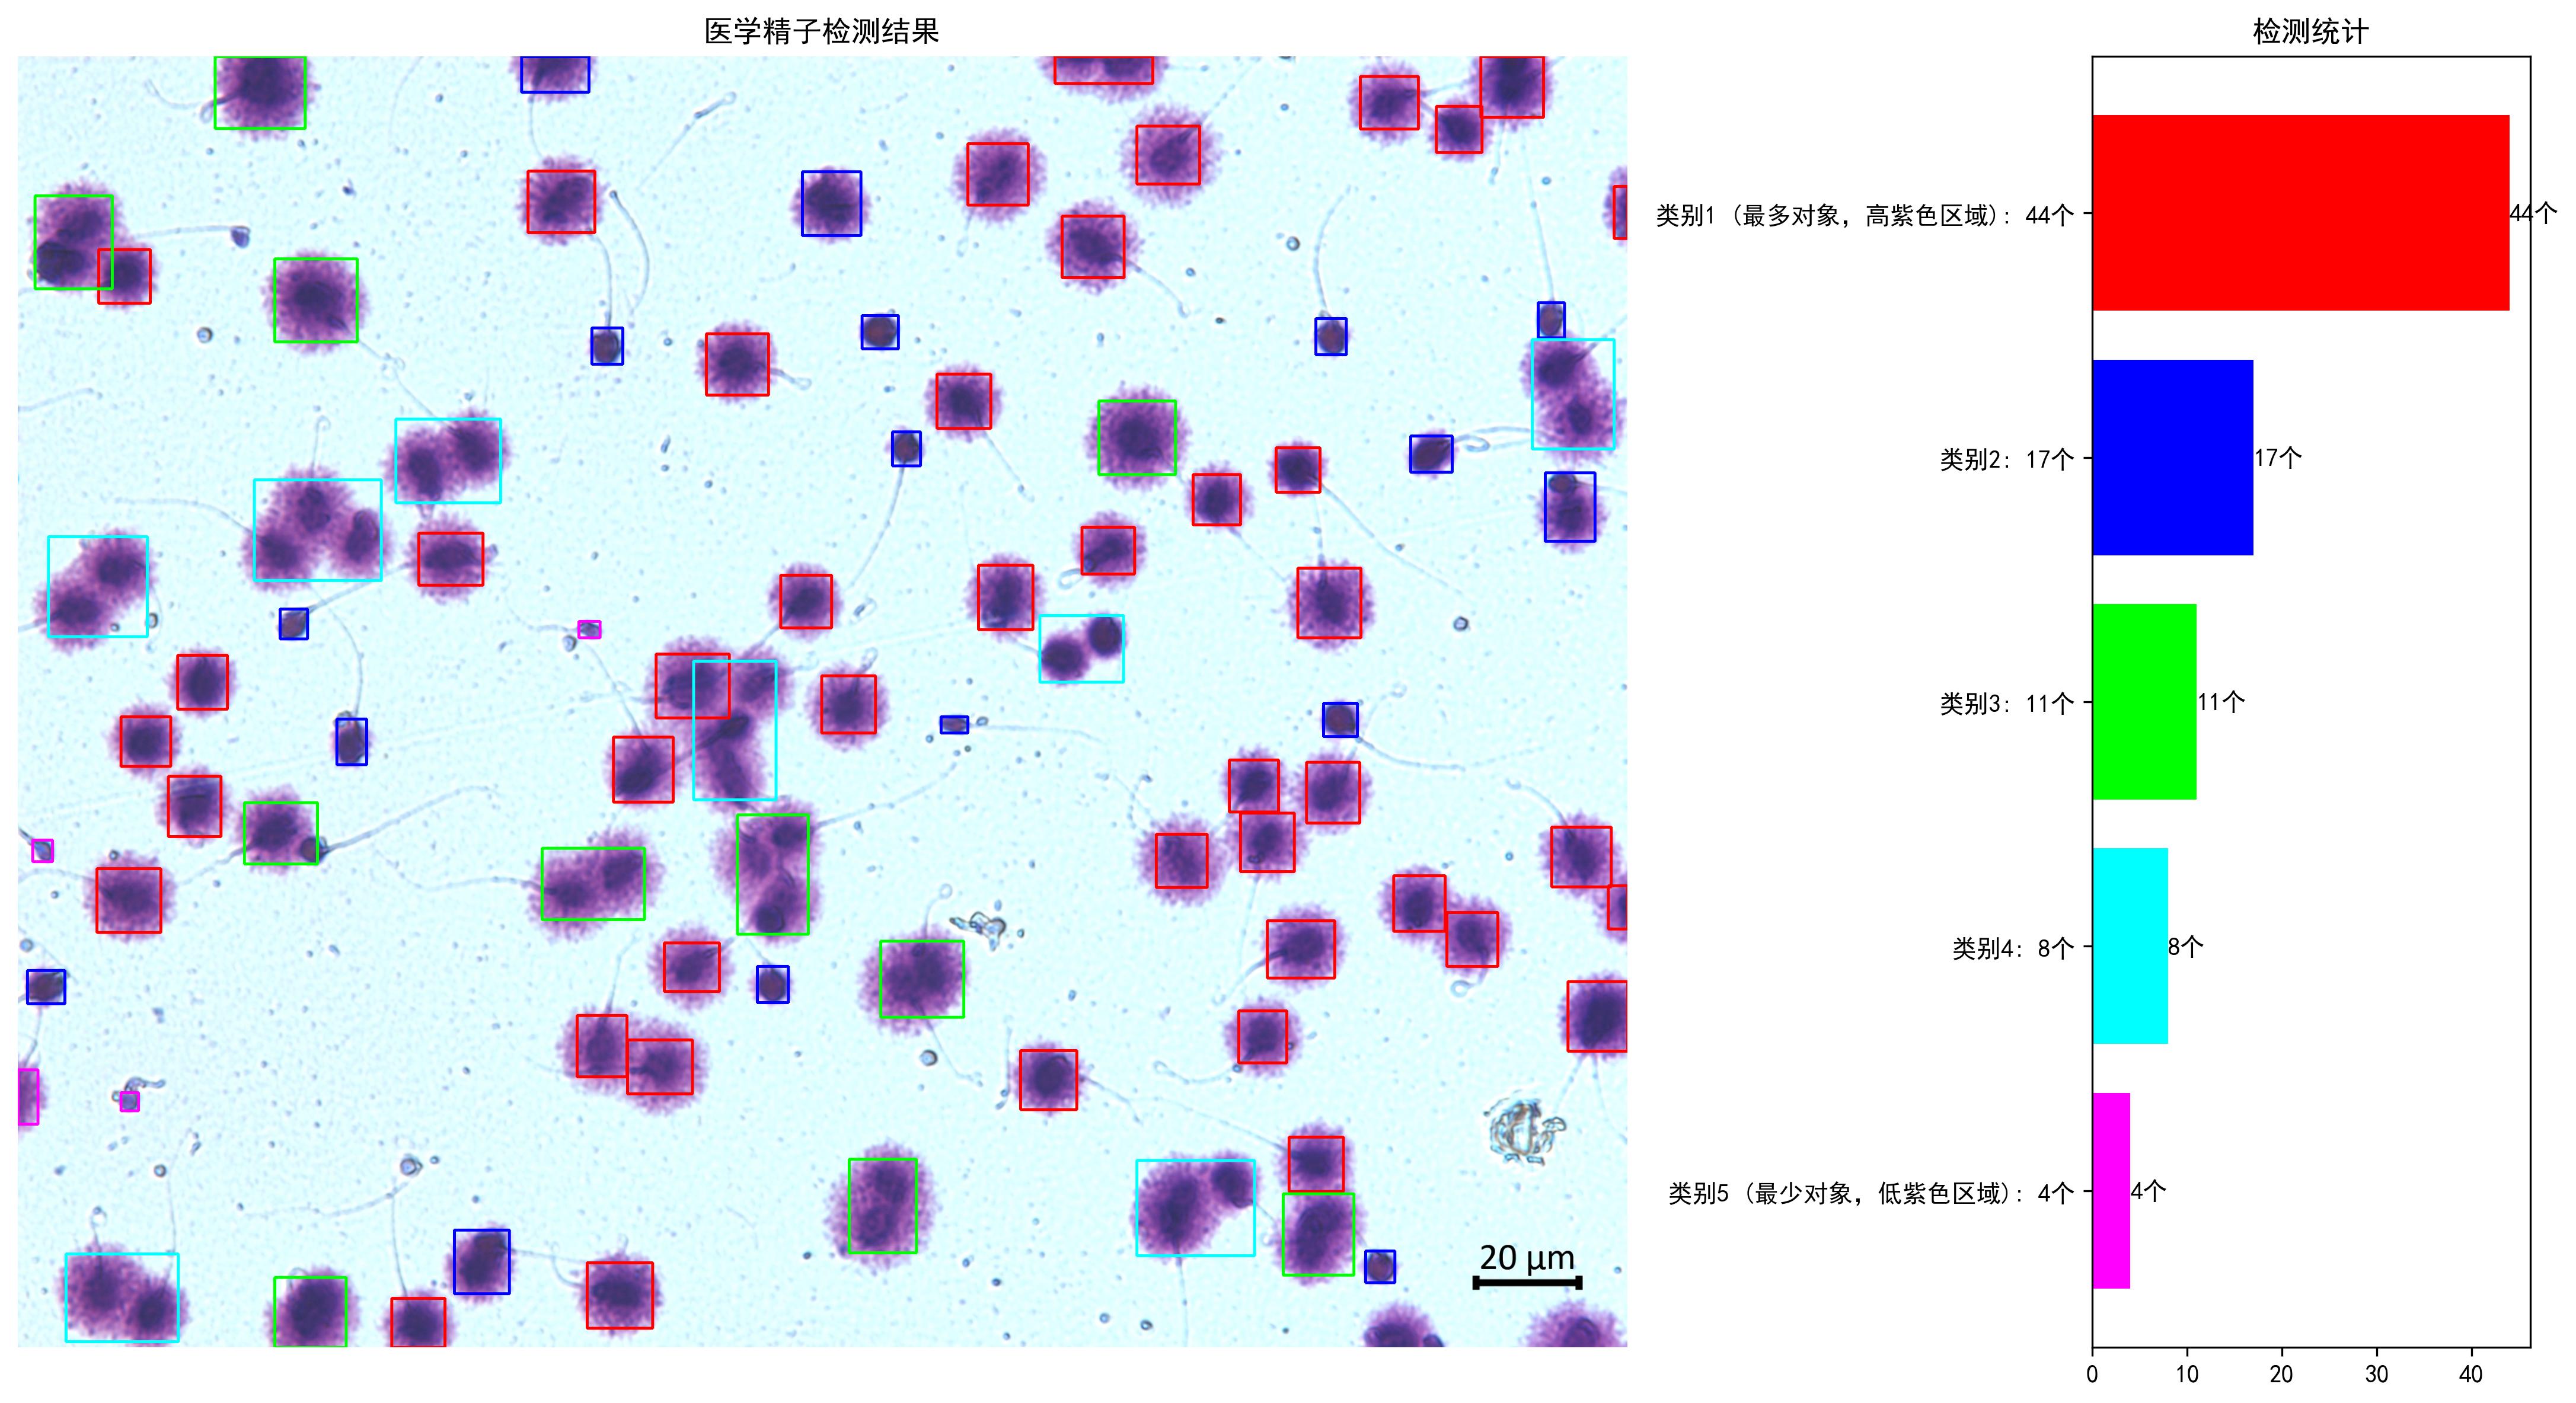 医学精子检测结果
20 μm
检测统计
类别1 (最多对象, 高紫色区域): 44个
44个
类别2: 17个
17个
类别3: 11个
11个
类别4: 8个
8个
类别5 (最少对象, 低紫色区域): 4个
4个
0 10 20 30 40